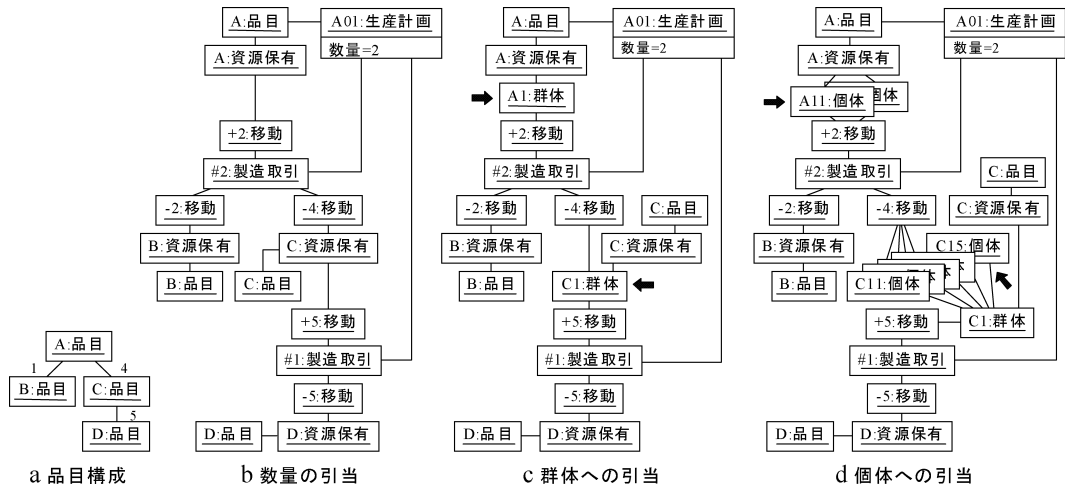 A:品目
1
4
B:品目
C:品目
5
D:品目
a 品目構成
A:品目
A01:生産計画
数量=2
A:資源保有
+2:移動
#2:製造取引
-2:移動
-4:移動
B:資源保有
C:資源保有
B:品目
C:品目
+5:移動
#1:製造取引
-5:移動
D:品目
D:資源保有
b 数量の引当
A:品目
A01:生産計画
数量=2
A:資源保有
A1:群体
+2:移動
#2:製造取引
-2:移動
-4:移動
C:品目
B:資源保有
C:資源保有
B:品目
C1:群体
+5:移動
#1:製造取引
-5:移動
D:品目
D:資源保有
c 群体への引当
A:品目
A01:生産計画
数量=2
A:資源保有
個体
A11:個体
+2:移動
#2:製造取引
C:品目
-2:移動
-4:移動
C:資源保有
B:資源保有
C15:個体
B:品目
C11:個体
+5:移動
C1:群体
#1:製造取引
-5:移動
D:品目
D:資源保有
d 個体への引当